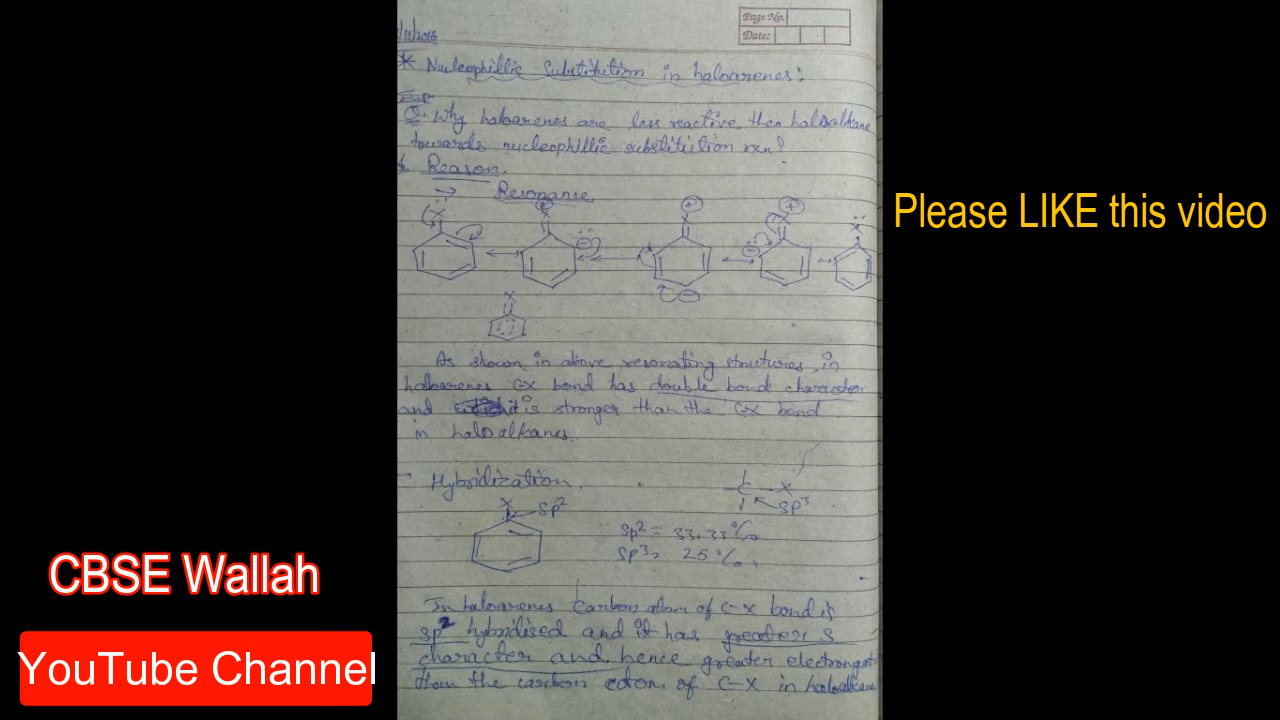 Page No.
Date:
* Nucleophillic Substitution in haloarenes:
Imp
Q. Why haloarenes are less reactive then haloalkane
towards nucleophillic substitution rxn?
Reason.
→ Resonance
X X X X X
X
As shown in above resonating structures, in
haloarenes C-X bond has double bond character
and it is stronger than the C-X bond
in haloalkanes.
Hybridization.
X Sp² -C-X
Sp³
Sp² = 33.33%
Sp³ = 25%
In haloarenes Carbon atom of C-X bond is
sp² hybridised and it has greater s
character and hence greater
than the carbon atom of C-X in haloalkane
Please LIKE this video
CBSE Wallah
YouTube Channel